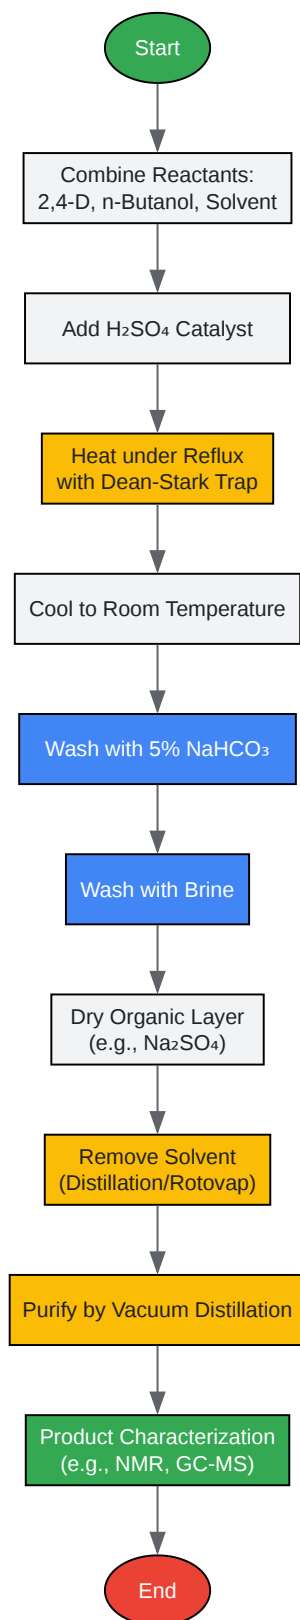 Start
Combine Reactants:
2,4-D, n-Butanol, Solvent
Add H₂SO₄ Catalyst
Heat under Reflux
with Dean-Stark Trap
Cool to Room Temperature
Wash with 5% NaHCO₃
Wash with Brine
Dry Organic Layer
(e.g., Na₂SO₄)
Remove Solvent
(Distillation/Rotovap)
Purify by Vacuum Distillation
Product Characterization
(e.g., NMR, GC-MS)
End